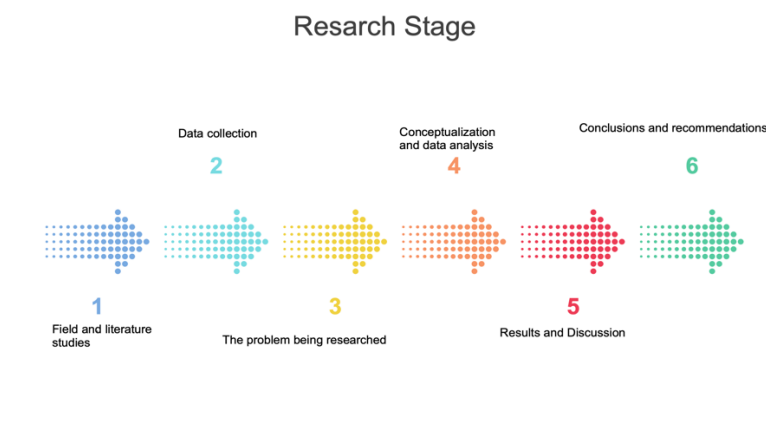 Resarch Stage
Data collection
2
Conceptualization
and data analysis
4
Conclusions and recommendations
6
1
Field and literature
studies
3
The problem being researched
5
Results and Discussion